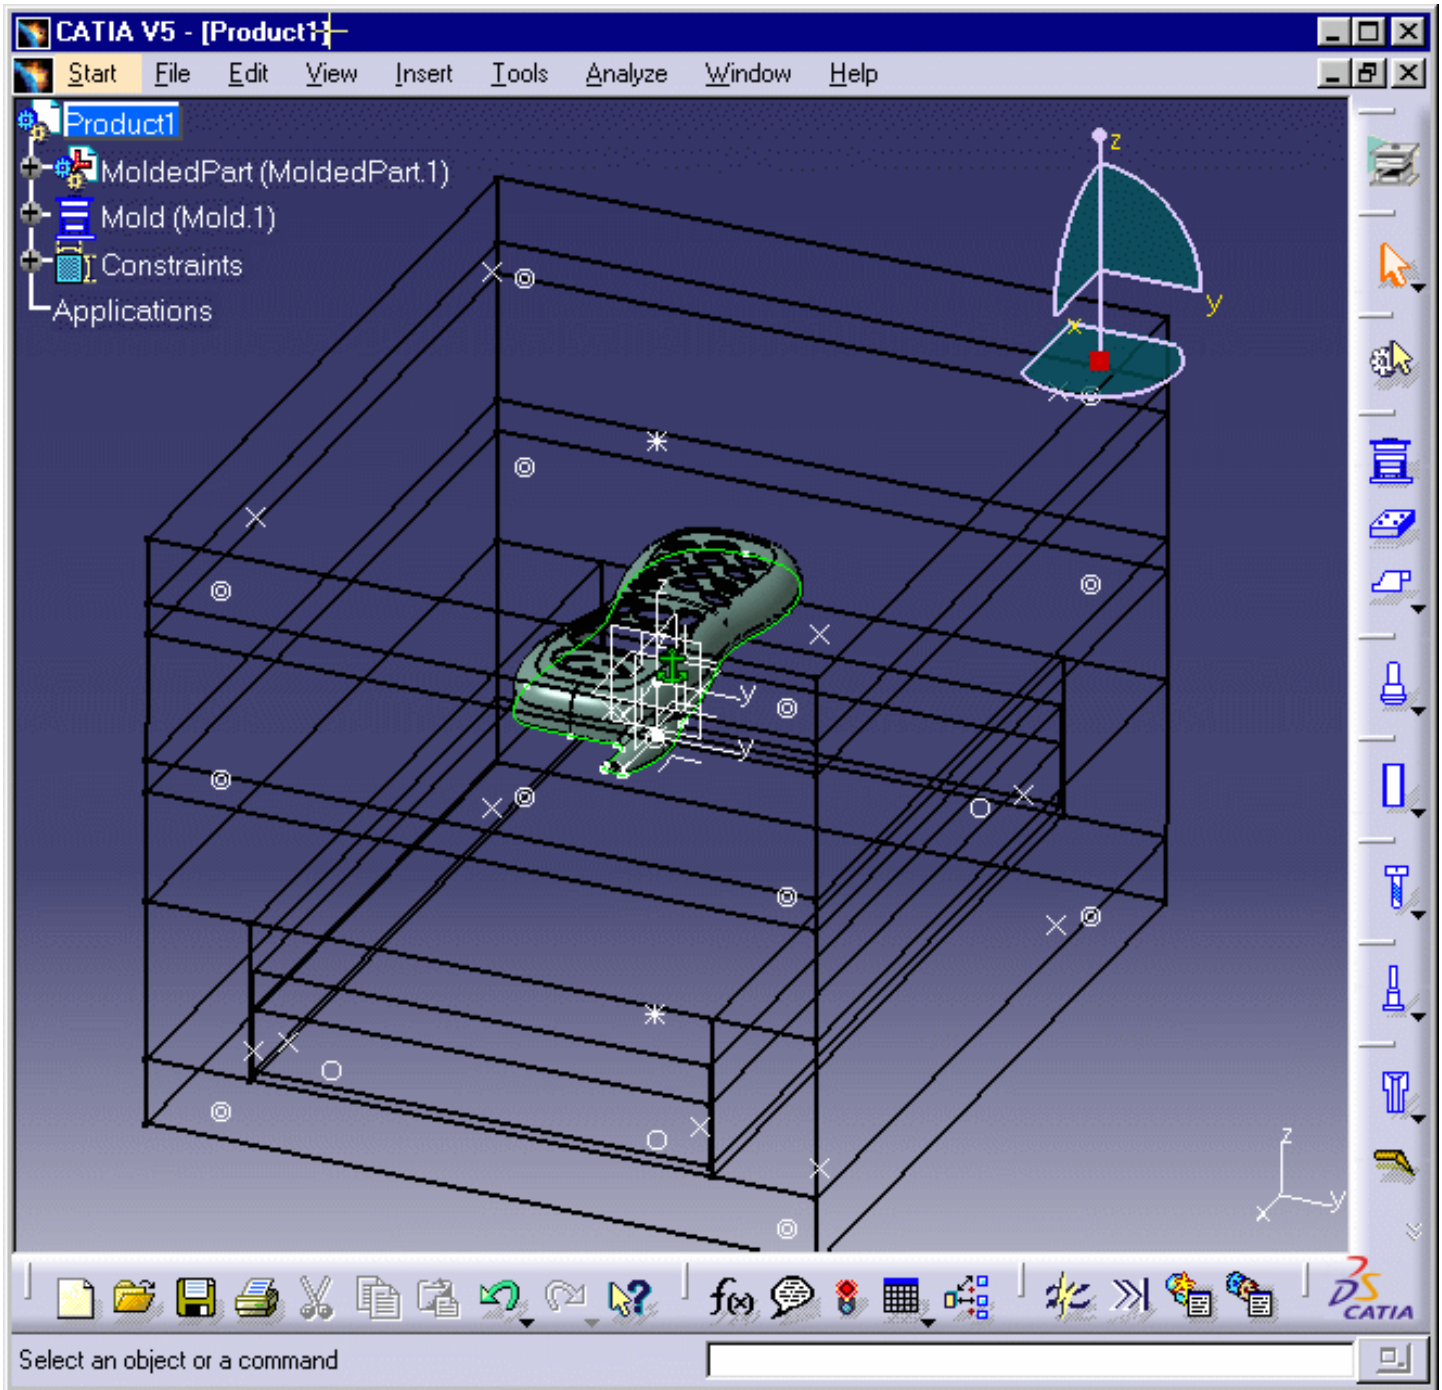 CATIA V5 - [Product1]
Start File Edit View Insert Tools Analyze Window Help
Product1
MoldedPart (MoldedPart.1)
Mold (Mold.1)
Constraints
Applications
z
y
x
z
y
y
z
y
x
f(x)
?
DS
CATIA
Select an object or a command